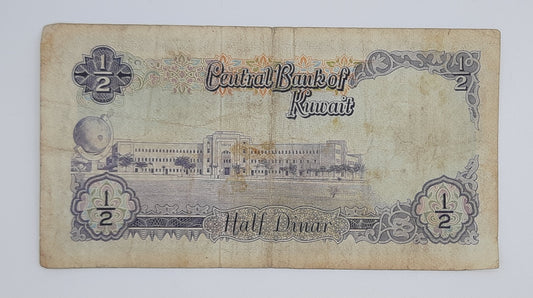 1/2
1/2
Central Bank of
Kuwait
1/2
Half Dinar
1/2